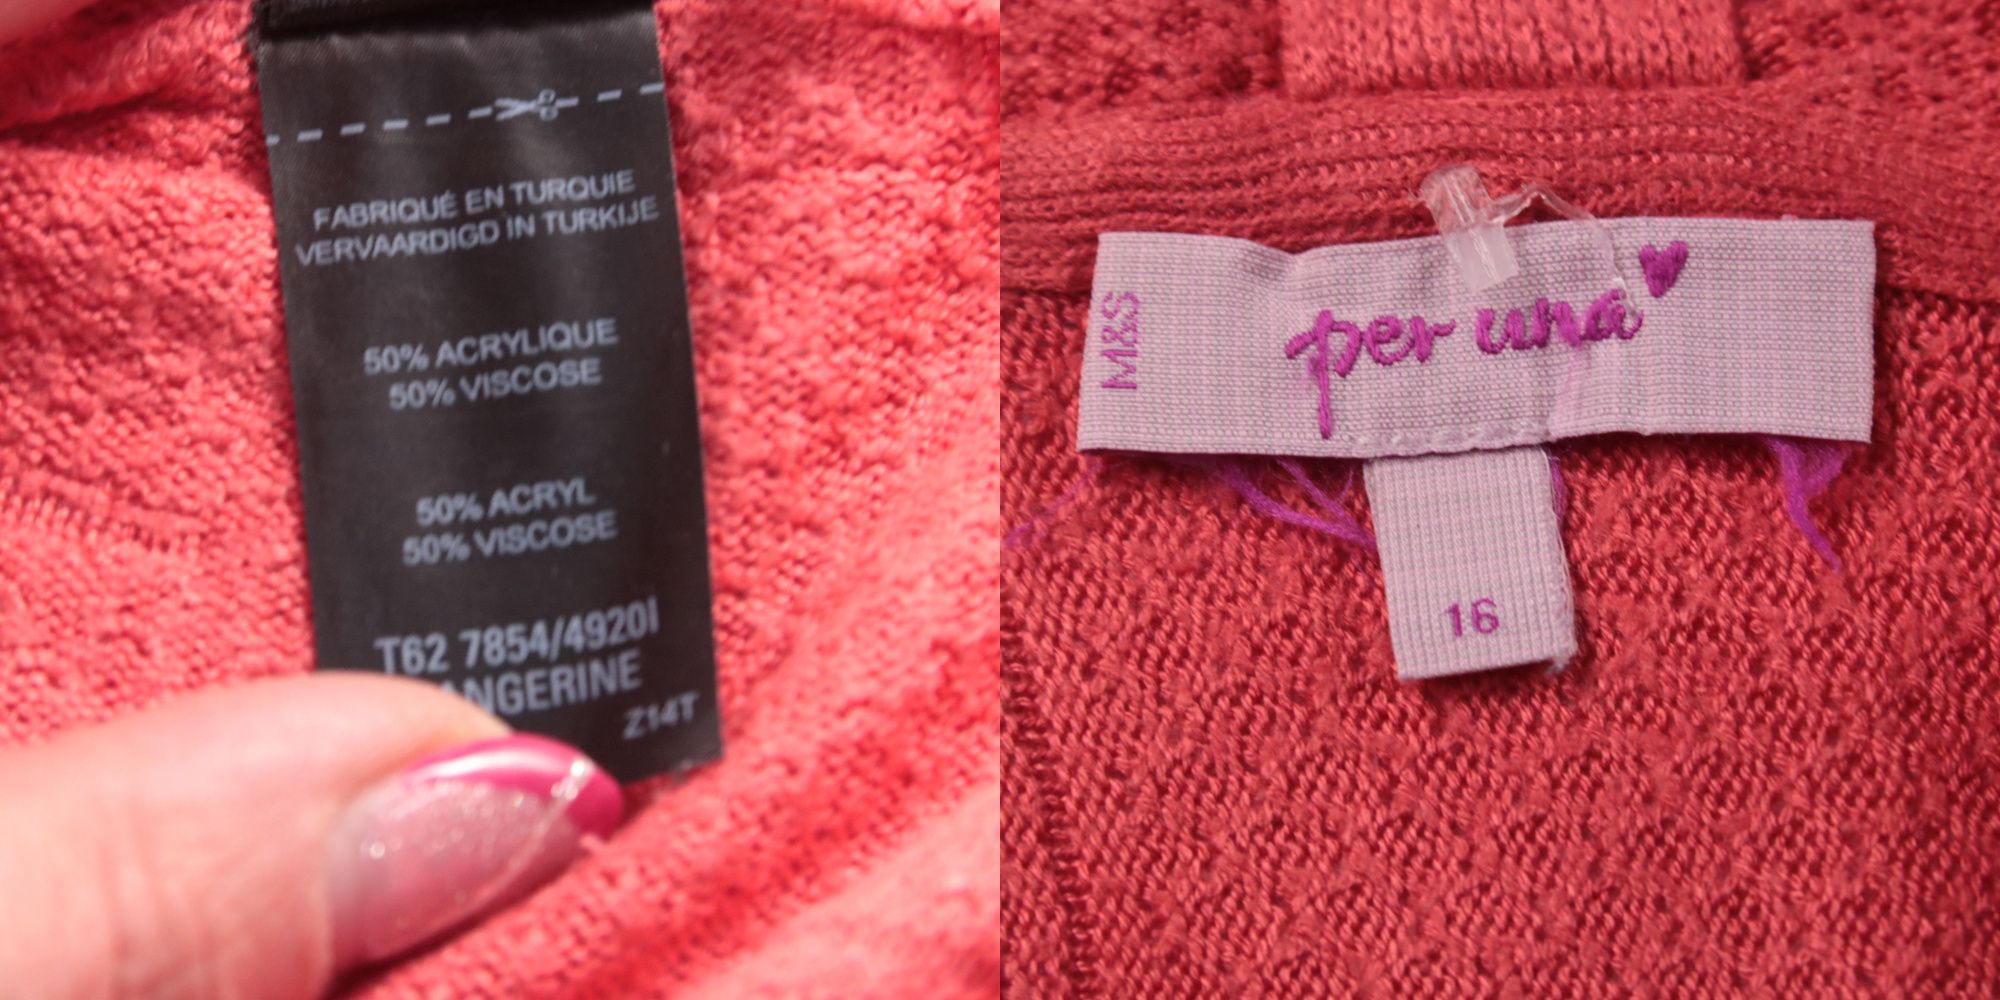 FABRIQUÉ EN TURQUIE
VERVAARDIGD IN TURKIJE
50% ACRYLIQUE
50% VISCOSE
50% ACRYL
50% VISCOSE
T62 7854/4920I
ANGERINE
Z14T
M&S
per una
16